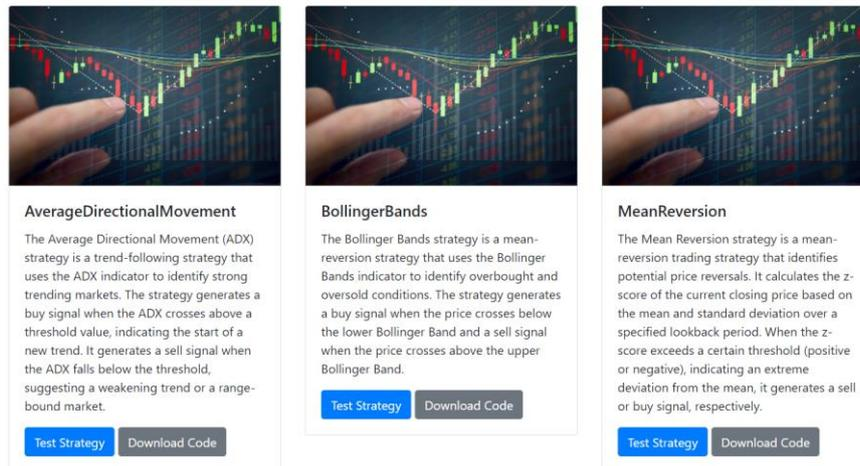 AverageDirectionalMovement
The Average Directional Movement (ADX)
strategy is a trend-following strategy that
uses the ADX indicator to identify strong
trending markets. The strategy generates a
buy signal when the ADX crosses above a
threshold value, indicating the start of a
new trend. It generates a sell signal when
the ADX falls below the threshold,
suggesting a weakening trend or a range-
bound market.
Test Strategy
Download Code
BollingerBands
The Bollinger Bands strategy is a mean-
reversion strategy that uses the Bollinger
Bands indicator to identify overbought and
oversold conditions. The strategy generates
a buy signal when the price crosses below
the lower Bollinger Band and a sell signal
when the price crosses above the upper
Bollinger Band.
Test Strategy
Download Code
MeanReversion
The Mean Reversion strategy is a mean-
reversion trading strategy that identifies
potential price reversals. It calculates the z-
score of the current closing price based on
the mean and standard deviation over a
specified lookback period. When the z-
score exceeds a certain threshold (positive
or negative), indicating an extreme
deviation from the mean, it generates a sell
or buy signal, respectively.
Test Strategy
Download Code